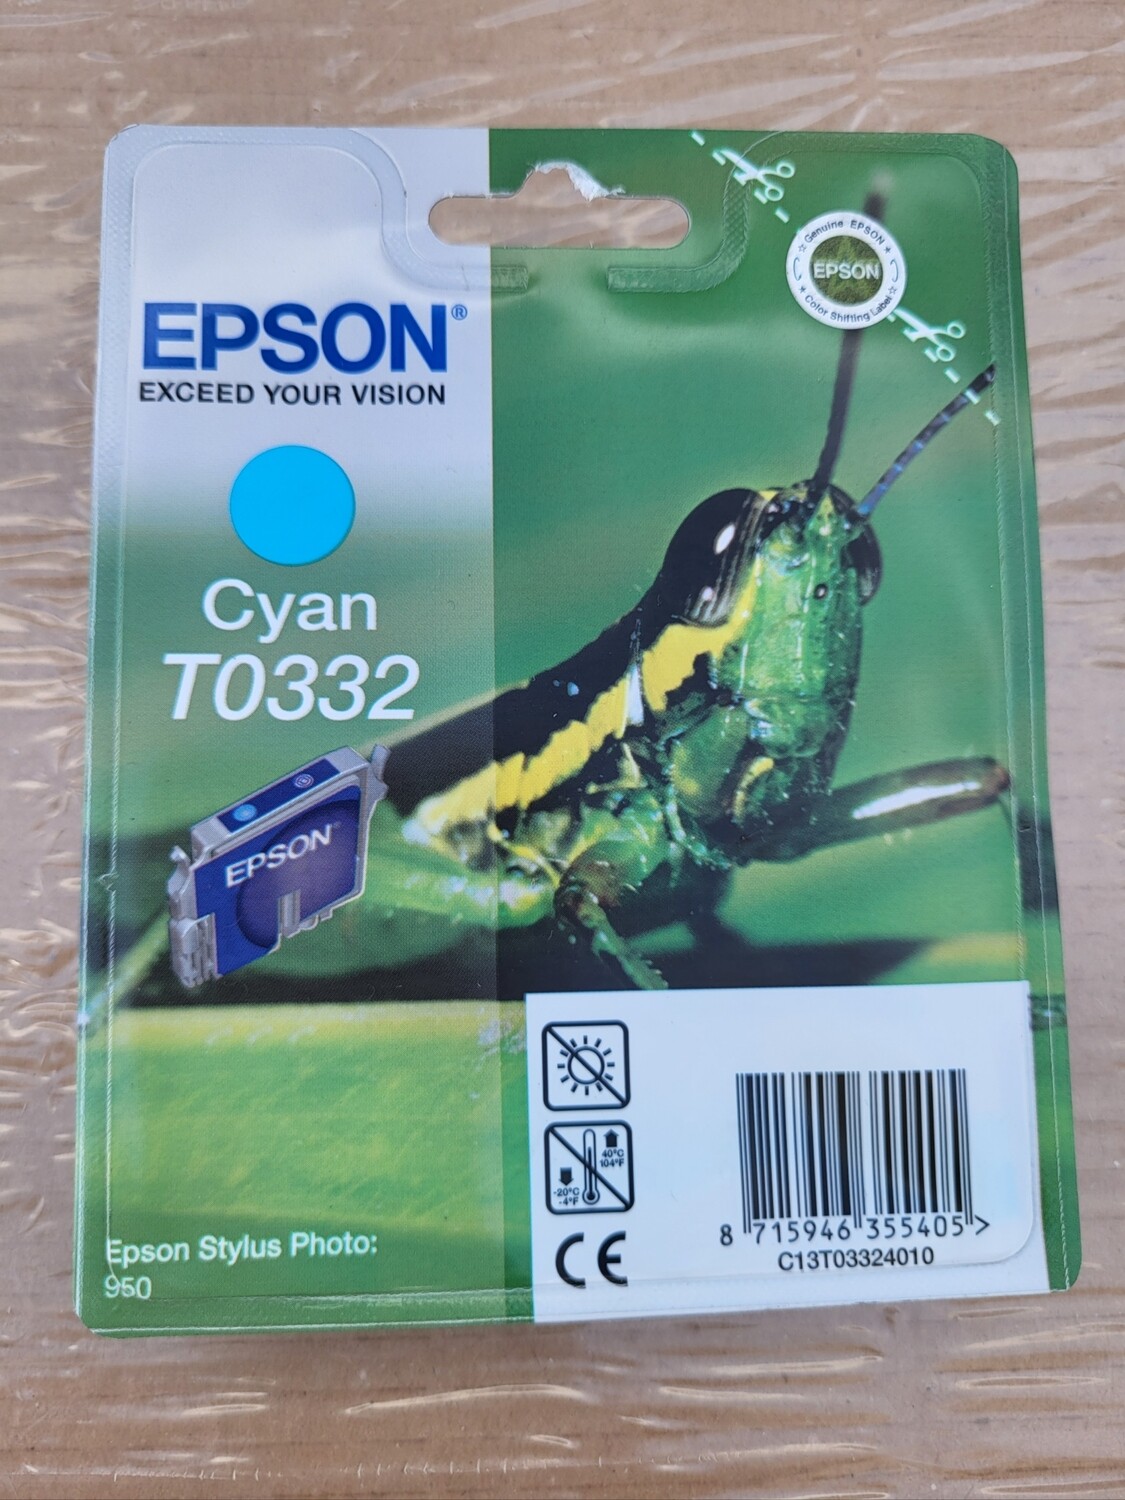 Genuine EPSON
EPSON
Color Shifting Label
EPSON®
EXCEED YOUR VISION
Cyan
T0332
EPSON
40°C
104°F
-20°C
-4°F
CE
Epson Stylus Photo:
950
8 715946 355405 >
C13T03324010